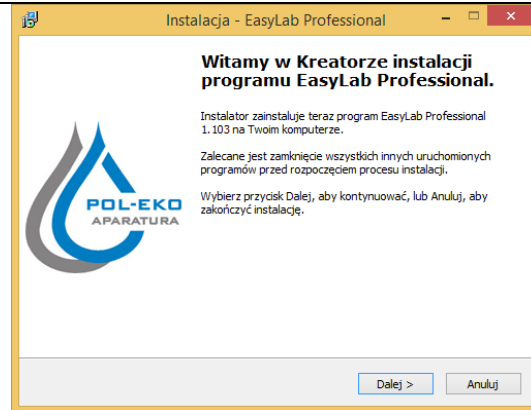 Instalacja - EasyLab Professional
Witamy w Kreatorze instalacji
programu EasyLab Professional.
Instalator zainstaluje teraz program EasyLab Professional
1.103 na Twoim komputerze.
Zalecane jest zamknięcie wszystkich innych uruchomionych
programów przed rozpoczęciem procesu instalacji.
Wybierz przycisk Dalej, aby kontynuować, lub Anuluj, aby
zakończyć instalację.
POL-EKO
APARATURA
Dalej >
Anuluj